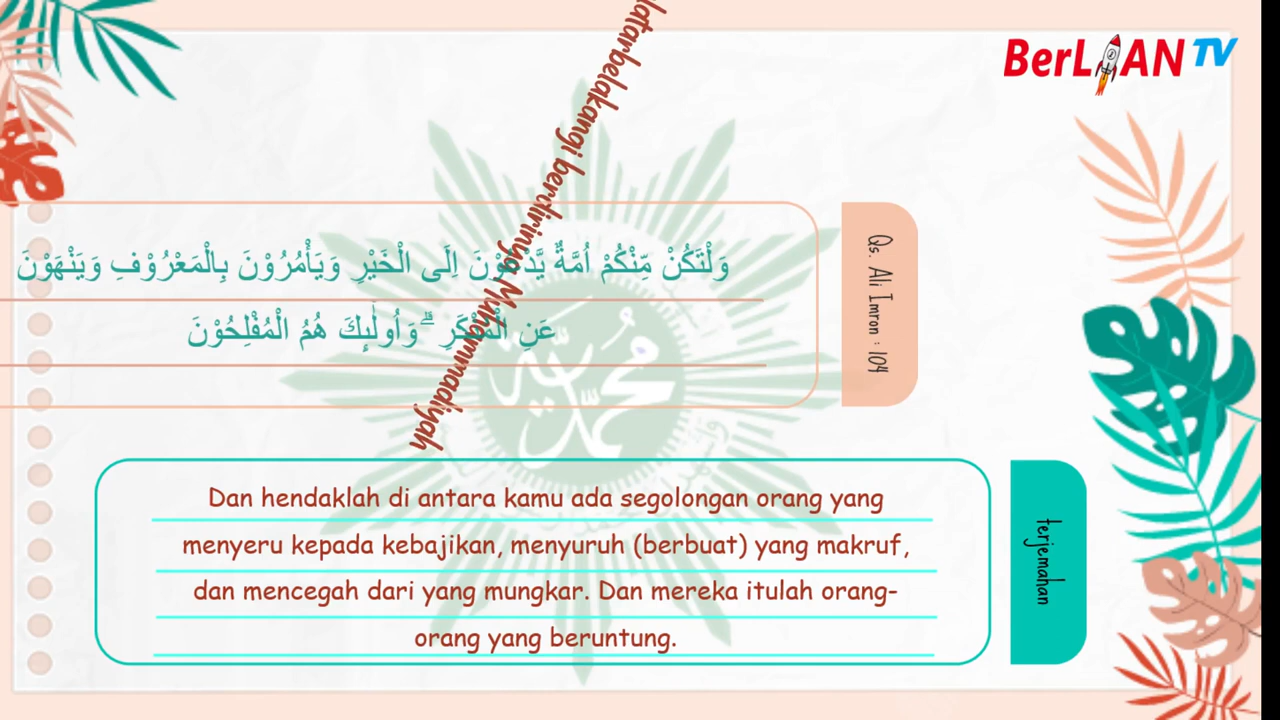 BerLIAN TV
latarbelakangi berdirinya Muhammadiyah
Qs. Ali Imron : 104
وَلْتَكُنْ مِّنْكُمْ اُمَّةٌ يَّدْعُوْنَ اِلَى الْخَيْرِ وَيَأْمُرُوْنَ بِالْمَعْرُوْفِ وَيَنْهَوْنَ
عَنِ الْمُنْكَرِ ۗ وَاُولٰۤىِٕكَ هُمُ الْمُفْلِحُوْنَ
terjemahan
Dan hendaklah di antara kamu ada segolongan orang yang
menyeru kepada kebajikan, menyuruh (berbuat) yang makruf,
dan mencegah dari yang mungkar. Dan mereka itulah orang-
orang yang beruntung.